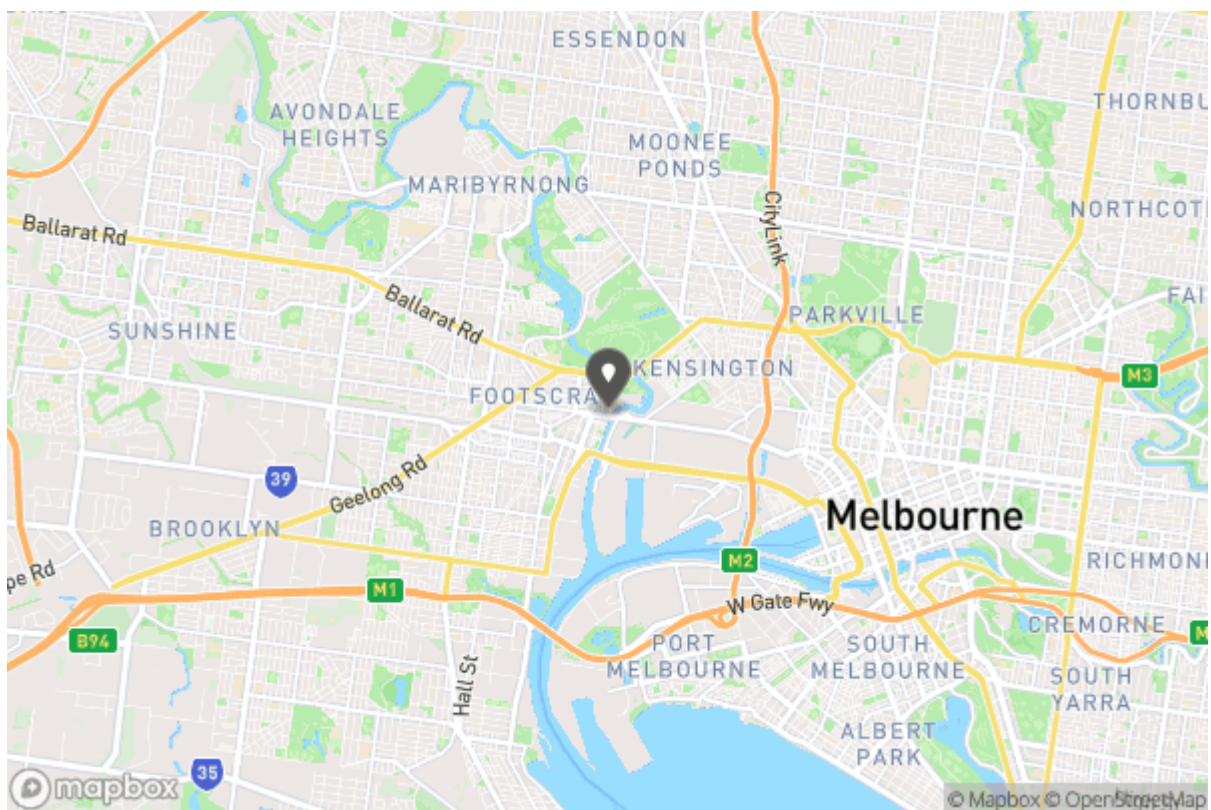 ESSENDON
THORNBU
AVONDALE
HEIGHTS
MOONEE
PONDS
MARIBYRNONG
CityLink
NORTHCOT
Ballarat Rd
Ballarat Rd
FAI
PARKVILLE
SUNSHINE
KENSINGTON
M3
FOOTSCRA
39
Geelong Rd
Melbourne
BROOKLYN
M2
RICHMON
pe Rd
M1
W Gate Fwy
B94
CREMORNE
M
PORT
MELBOURNE
SOUTH
MELBOURNE
Hall St
SOUTH
YARRA
ALBERT
PARK
35
mapbox
© Mapbox © OpenStreetMap